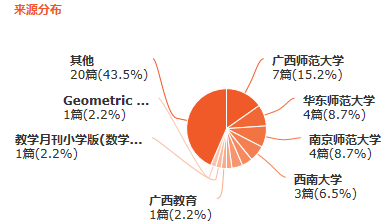 来源分布
其他
20篇(43.5%)
广西师范大学
7篇(15.2%)
Geometric ...
1篇(2.2%)
华东师范大学
4篇(8.7%)
教学月刊小学版(数学...
1篇(2.2%)
南京师范大学
4篇(8.7%)
西南大学
3篇(6.5%)
广西教育
1篇(2.2%)